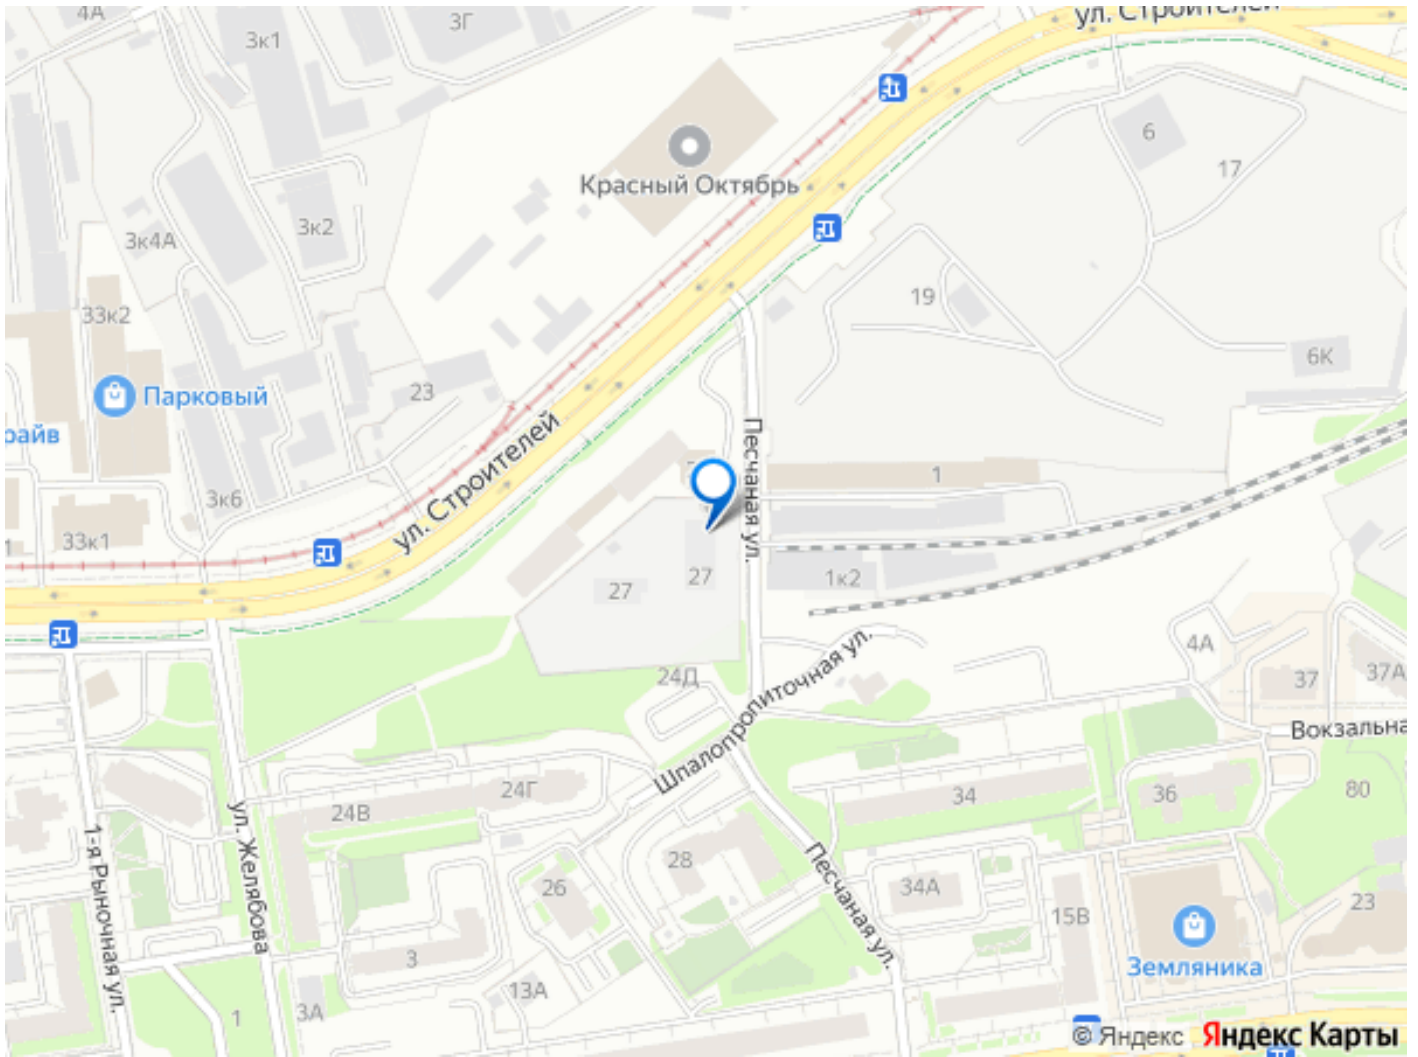 4А
3к1
3Г
ул. Строителей
6
17
Красный Октябрь
3к4А
3к2
19
33к2
6К
23
Парковый
райв
ул. Строителей
Песчаная ул.
1
3к6
33к1
27
27
1к2
4А
37
37А
24Д
Шпалопропиточная ул.
Вокзальна
24Г
24В
34
36
80
ул. Желябова
1-я Рыночная ул.
28
26
Песчаная ул.
34А
15В
23
3
13А
Земляника
1
3А
© Яндекс Яндекс Карты